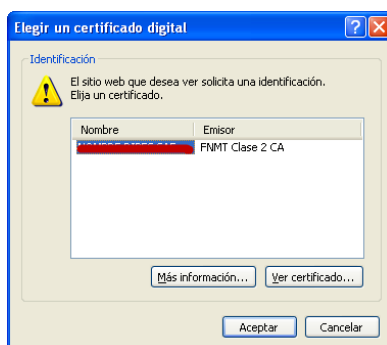 Elegir un certificado digital
Identificación
El sitio web que desea ver solicita una identificación.
Elija un certificado.
Nombre Emisor
FNMT Clase 2 CA
Más información... Ver certificado...
Aceptar Cancelar